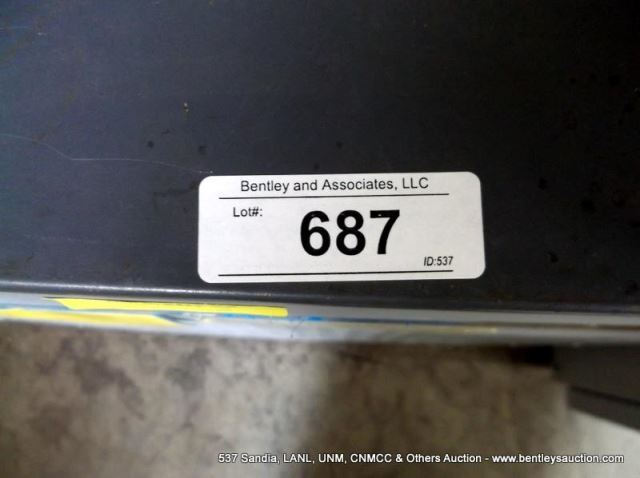 Bentley and Associates, LLC
Lot#:
687
ID:537
537 Sandia, LANL, UNM, CNMCC & Others Auction - www.bentleysauction.com